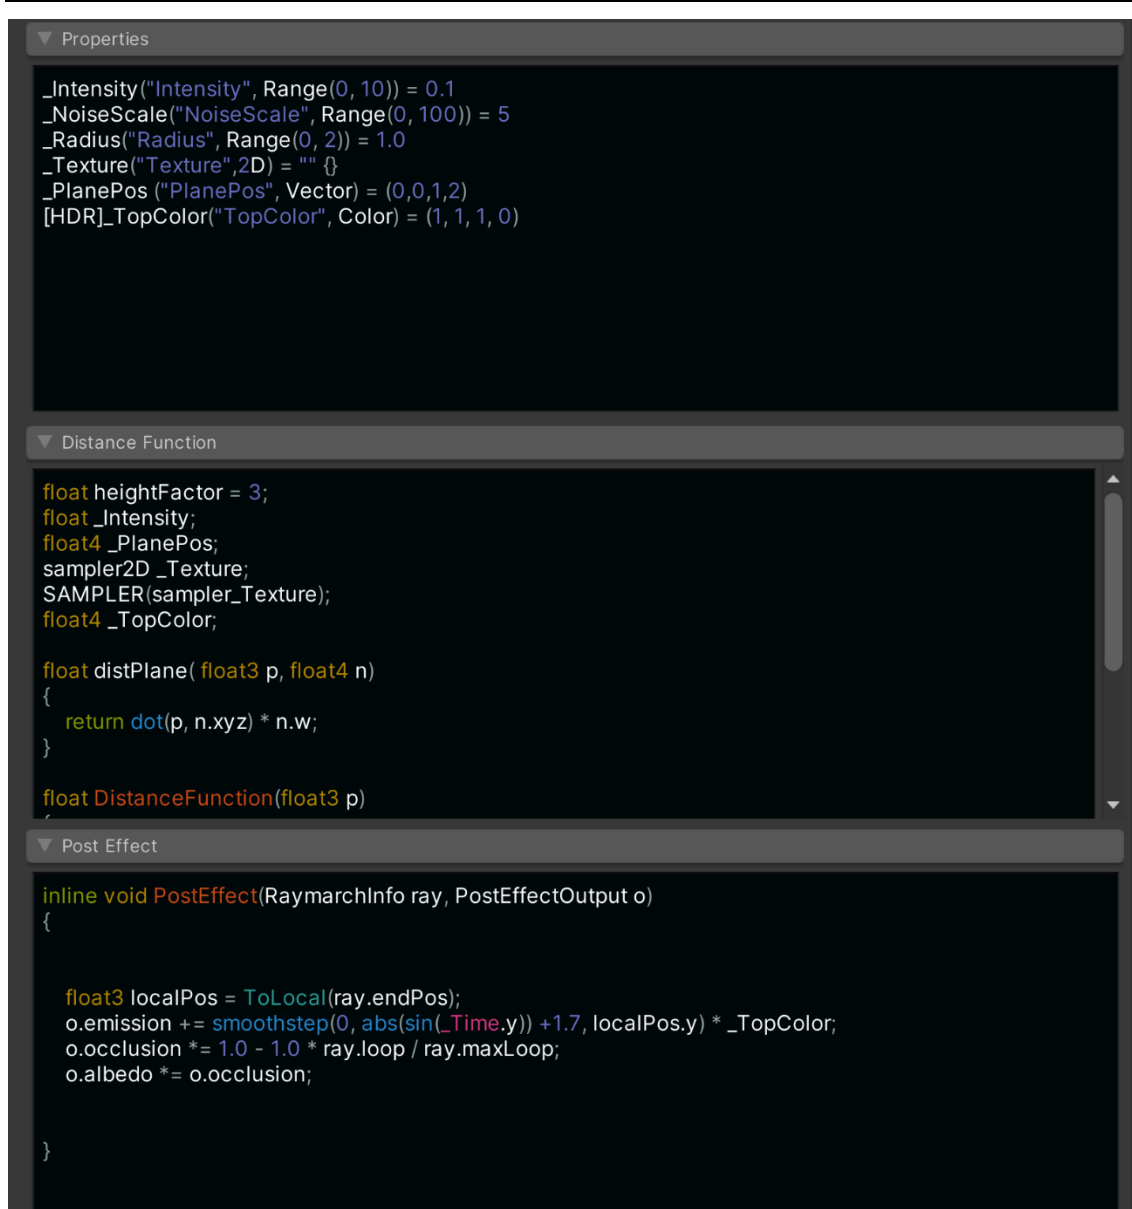 Properties
_Intensity("Intensity", Range(0, 10)) = 0.1
_NoiseScale("NoiseScale", Range(0, 100)) = 5
_Radius("Radius", Range(0, 2)) = 1.0
_Texture("Texture",2D) = "" {}
_PlanePos ("PlanePos", Vector) = (0,0,1,2)
[HDR]_TopColor("TopColor", Color) = (1, 1, 1, 0)
Distance Function
float heightFactor = 3;
float _Intensity;
float4 _PlanePos;
sampler2D _Texture;
SAMPLER(sampler_Texture);
float4 _TopColor;
float distPlane( float3 p, float4 n)
{
return dot(p, n.xyz) * n.w;
}
float DistanceFunction(float3 p)
Post Effect
inline void PostEffect(RaymarchInfo ray, PostEffectOutput o)
{
float3 localPos = ToLocal(ray.endPos);
o.emission += smoothstep(0, abs(sin(_Time.y)) +1.7, localPos.y) * _TopColor;
o.occlusion *= 1.0 - 1.0 * ray.loop / ray.maxLoop;
o.albedo *= o.occlusion;
}